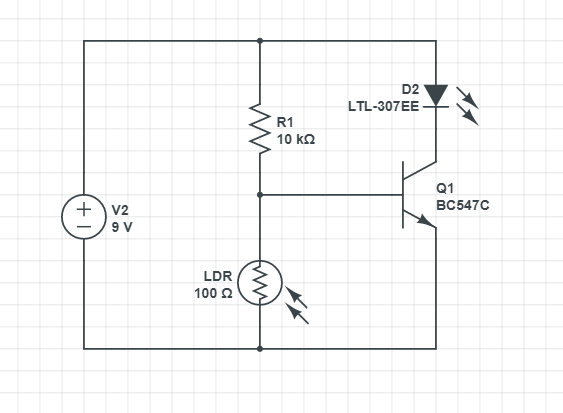 D2
LTL-307EE
R1
10 kΩ
Q1
BC547C
V2
9 V
LDR
100 Ω